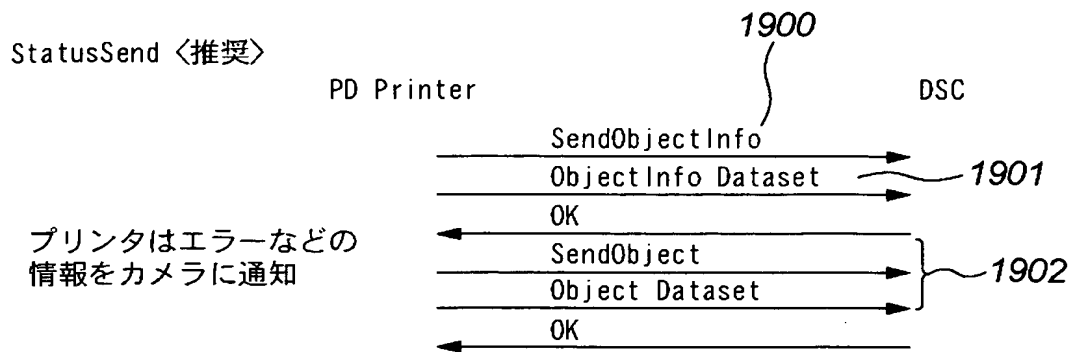 1900
StatusSend〈推奨〉
PD Printer
DSC
SendObjectInfo
ObjectInfo Dataset
1901
OK
プリンタはエラーなどの
情報をカメラに通知
SendObject
1902
Object Dataset
OK